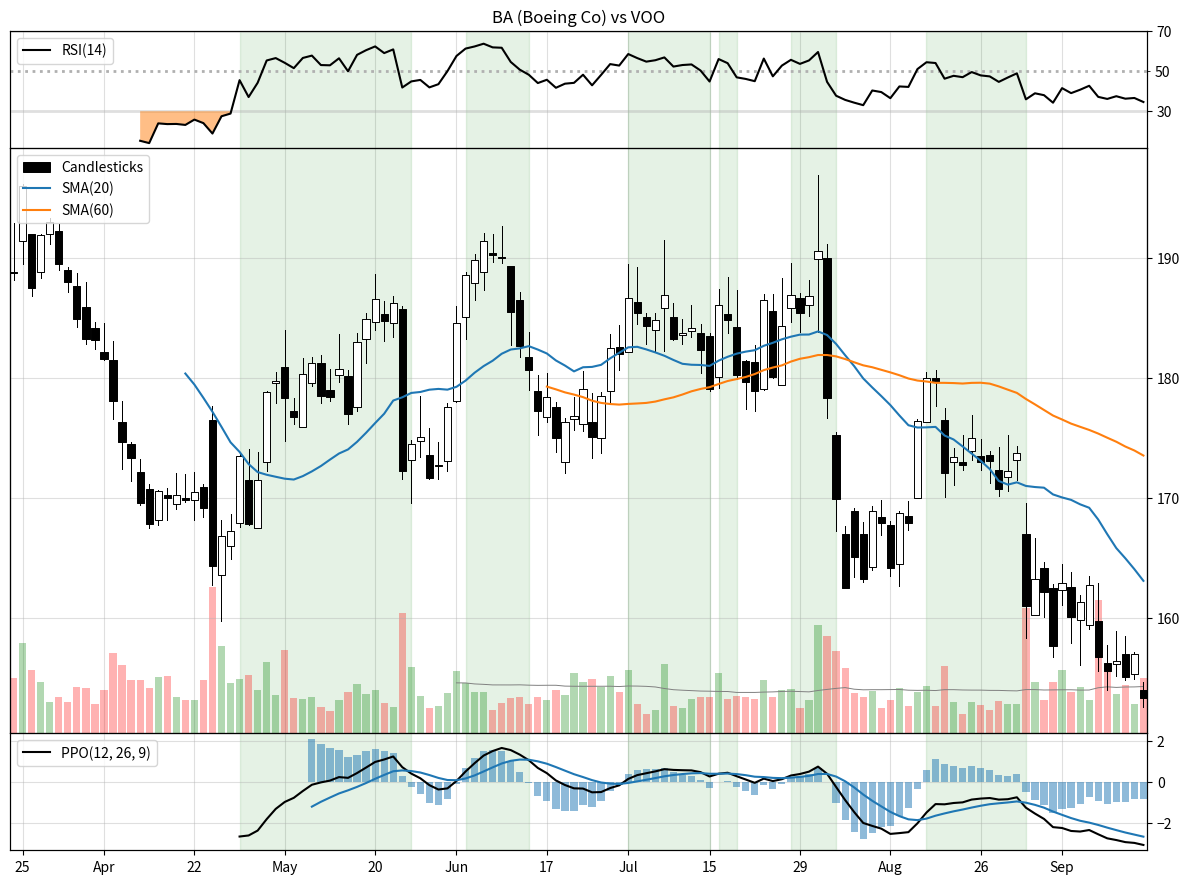 BA (Boeing Co) vs VOO
RSI(14)
70
50
30
Candlesticks
SMA(20)
SMA(60)
190
180
170
160
PPO(12, 26, 9)
2
0
−2
25 Apr 22 May 20 Jun 17 Jul 15 29 Aug 26 Sep